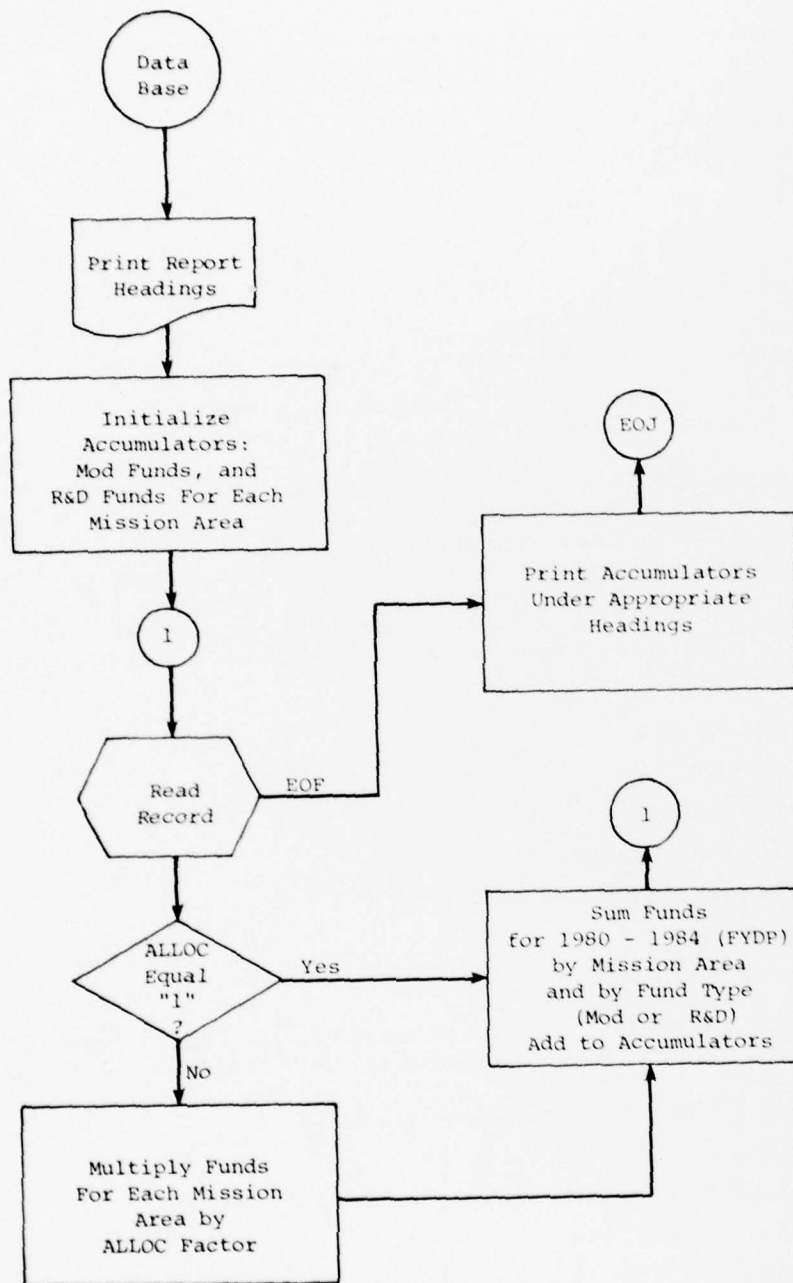 Data
Base
Print Report
Headings
Initialize
Accumulators:
Mod Funds, and
R&D Funds For Each
Mission Area
1
Read
Record
EOF
Print Accumulators
Under Appropriate
Headings
EOJ
ALLOC
Equal
"1"
?
Yes
No
Multiply Funds
For Each Mission
Area by
ALLOC Factor
Sum Funds
for 1980 - 1984 (FYDP)
by Mission Area
and by Fund Type
(Mod or R&D)
Add to Accumulators
1